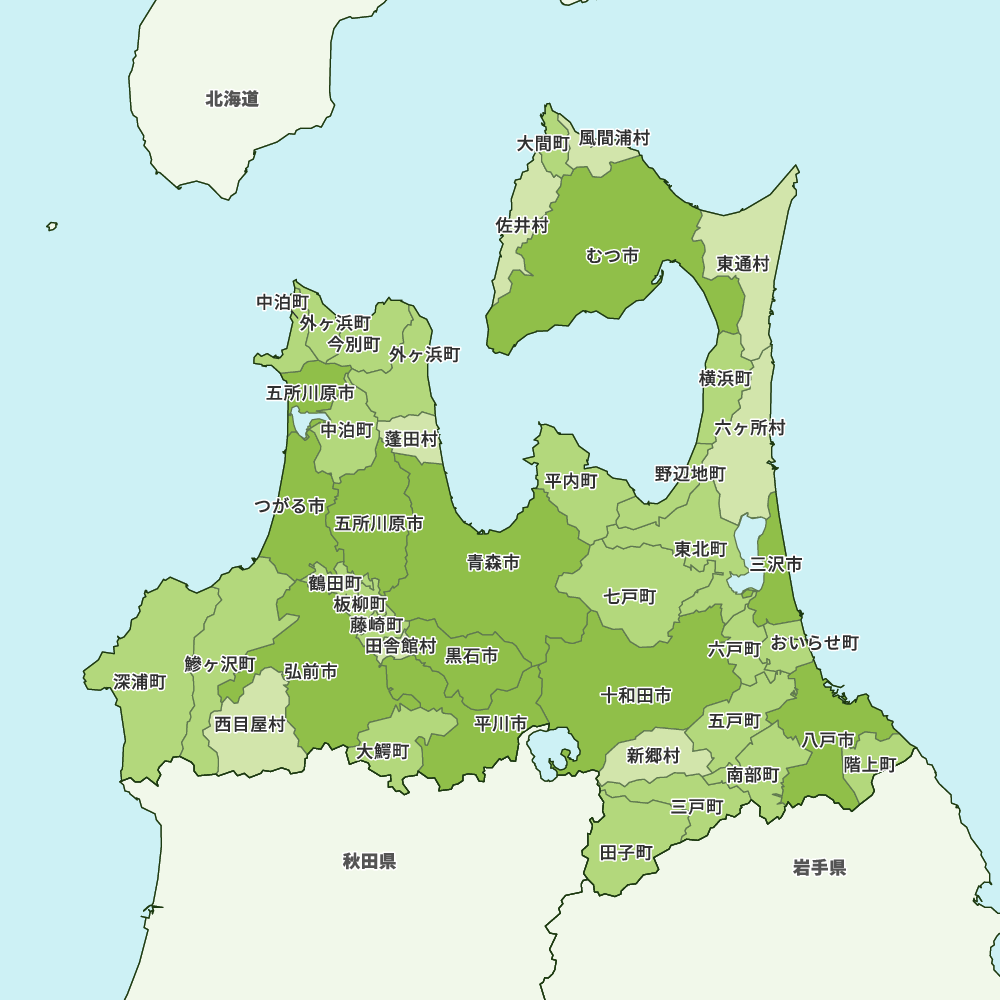 北海道
大間町
風間浦村
佐井村
むつ市
東通村
中泊町
外ヶ浜町
今別町
外ヶ浜町
横浜町
五所川原市
中泊町
蓬田村
六ヶ所村
平内町
野辺地町
つがる市
五所川原市
青森市
東北町
三沢市
鶴田町
七戸町
板柳町
藤崎町
田舎館村
黒石市
六戸町
おいらせ町
鰺ヶ沢町
弘前市
深浦町
十和田市
西目屋村
平川市
五戸町
大鰐町
新郷村
八戸市
階上町
南部町
三戸町
田子町
秋田県
岩手県